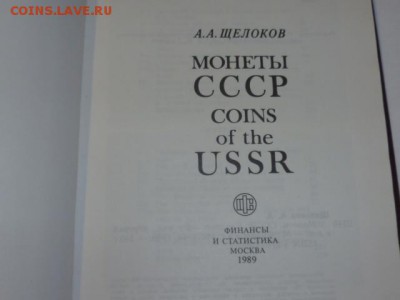 COINS.LAVE.RU
А.А.ЩЕЛОКОВ
МОНЕТЫ
СССР
COINS
of the
USSR
ФИНАНСЫ
И СТАТИСТИКА
МОСКВА
1989